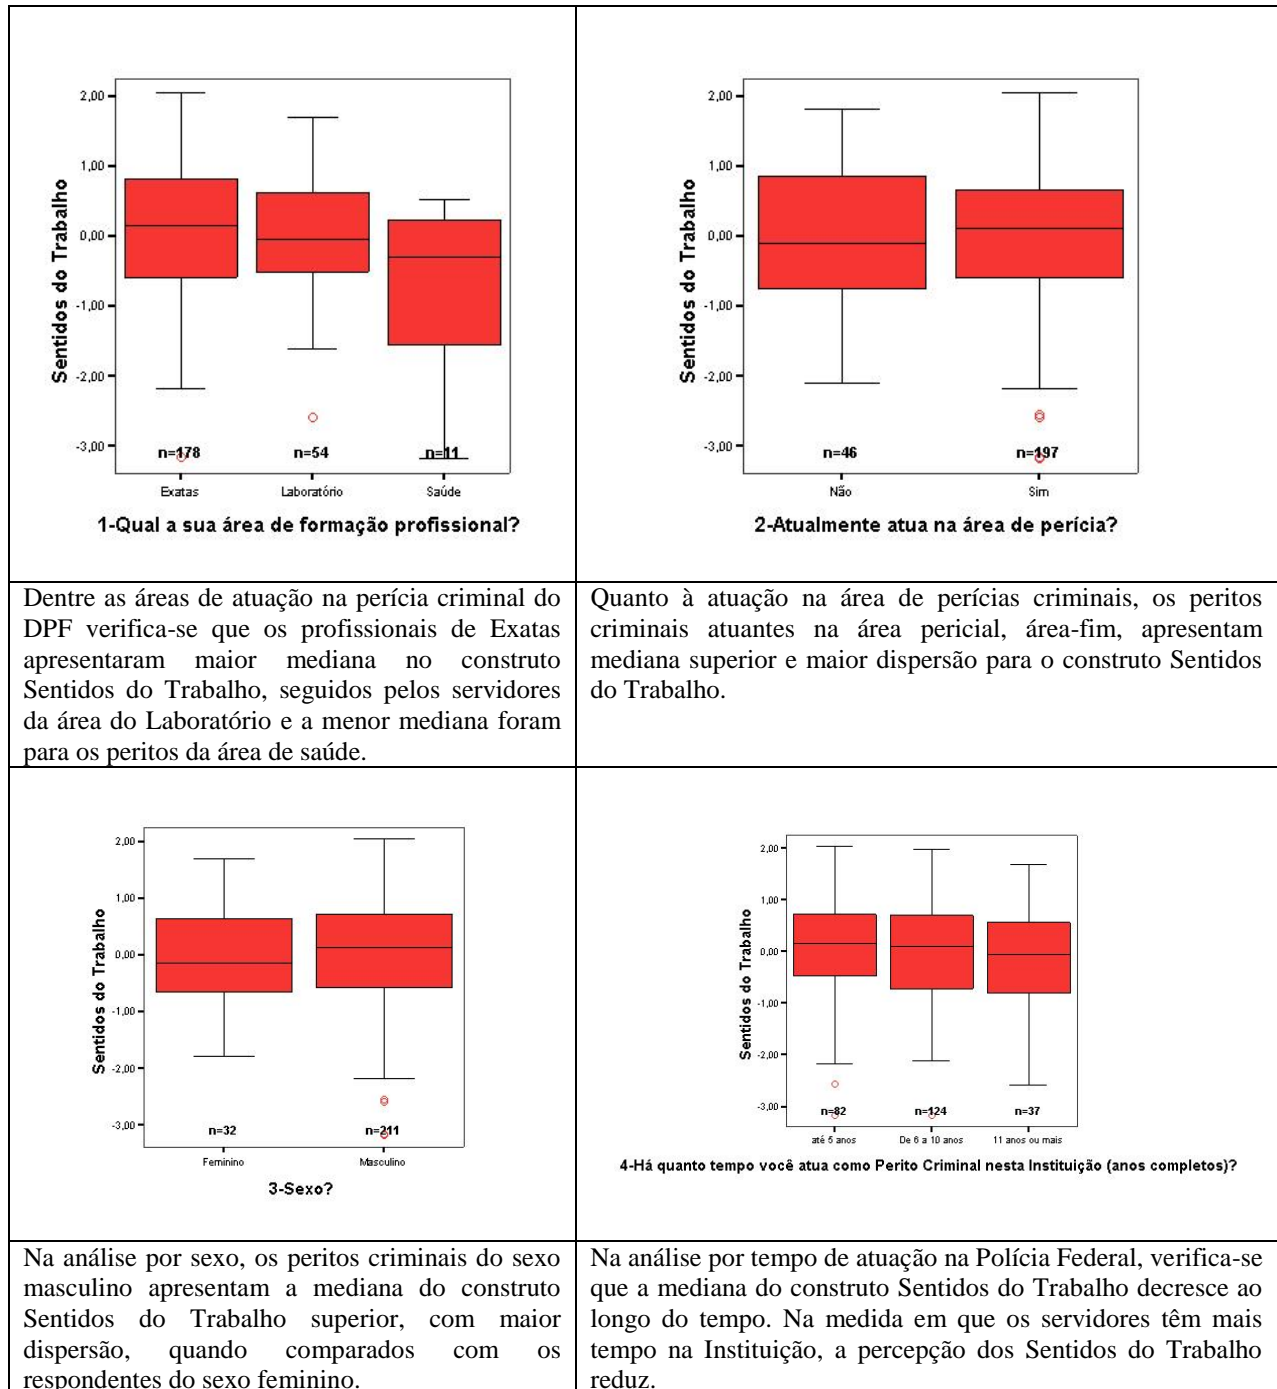 2,00
1,00
0,00
-1,00
-2,00
-3,00
Sentidos do Trabalho
n=178
n=54
n=11
Exatas
Laboratório
Saúde
1-Qual a sua área de formação profissional?
2,00
1,00
0,00
-1,00
-2,00
-3,00
Sentidos do Trabalho
n=46
n=197
Não
Sim
2-Atualmente atua na área de perícia?
Dentre as áreas de atuação na perícia criminal do
DPF verifica-se que os profissionais de Exatas
apresentaram maior mediana no construto
Sentidos do Trabalho, seguidos pelos servidores
da área do Laboratório e a menor mediana foram
para os peritos da área de saúde.
Quanto à atuação na área de perícias criminais, os peritos
criminais atuantes na área pericial, área-fim, apresentam
mediana superior e maior dispersão para o construto Sentidos
do Trabalho.
2,00
1,00
0,00
-1,00
-2,00
-3,00
Sentidos do Trabalho
n=32
n=211
Feminino
Masculino
3-Sexo?
2,00
1,00
0,00
-1,00
-2,00
-3,00
Sentidos do Trabalho
n=82
n=124
n=37
até 5 anos
De 6 a 10 anos
11 anos ou mais
4-Há quanto tempo você atua como Perito Criminal nesta Instituição (anos completos)?
Na análise por sexo, os peritos criminais do sexo
masculino apresentam a mediana do construto
Sentidos do Trabalho superior, com maior
dispersão, quando comparados com os
respondentes do sexo feminino.
Na análise por tempo de atuação na Polícia Federal, verifica-se
que a mediana do construto Sentidos do Trabalho decresce ao
longo do tempo. Na medida em que os servidores têm mais
tempo na Instituição, a percepção dos Sentidos do Trabalho
reduz.